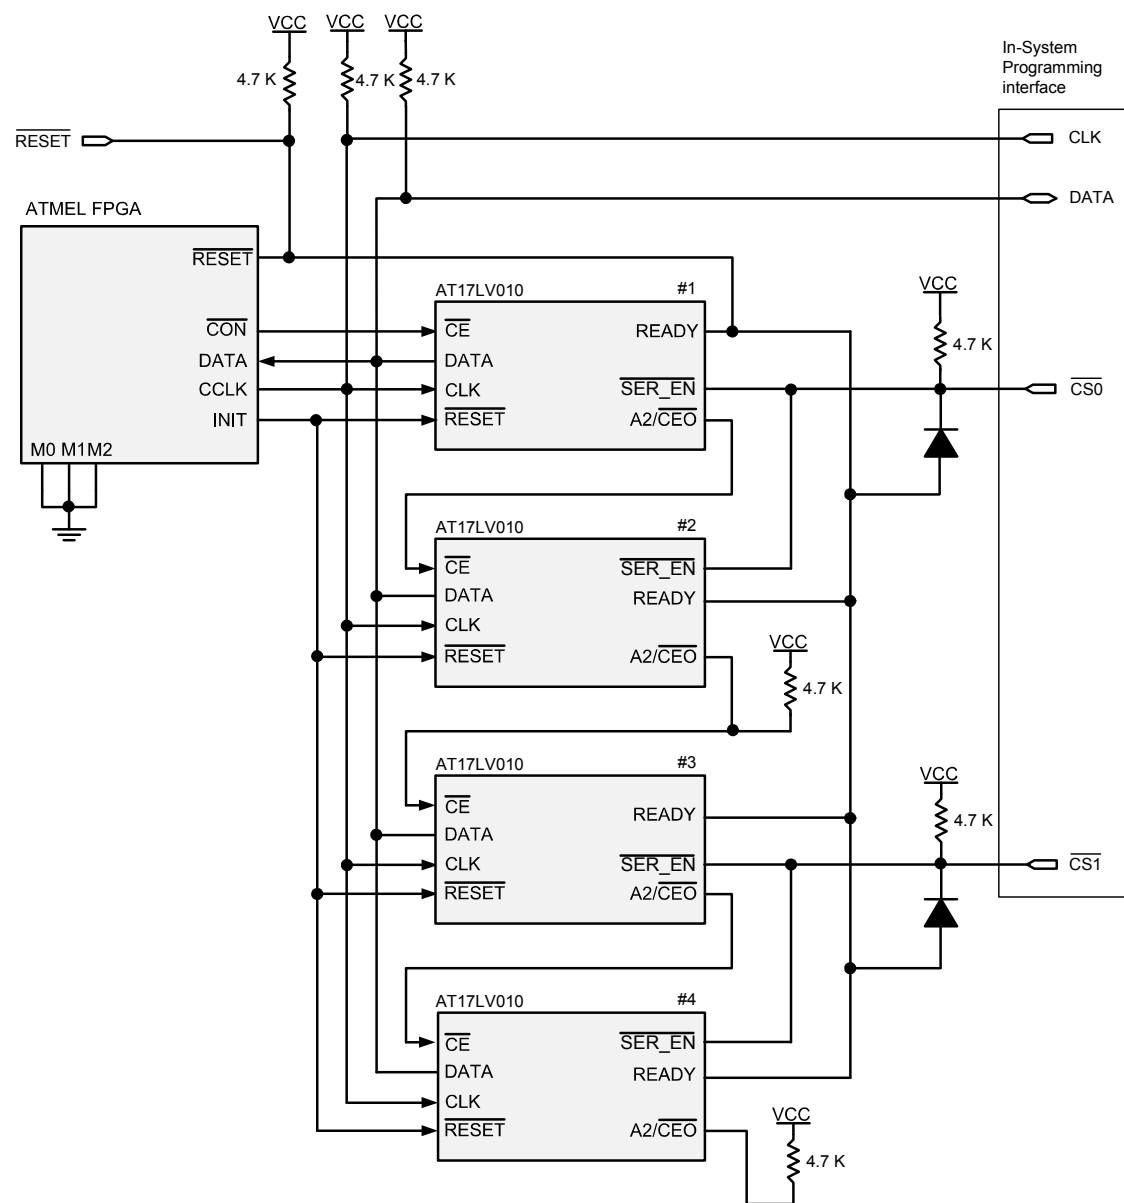 VCC
VCC
VCC
4.7 K
4.7 K
4.7 K
In-System
Programming
interface
RESET
CLK
DATA
ATMEL FPGA
RESET
CON
DATA
CCLK
INIT
M0 M1M2
AT17LV010
#1
CE
DATA
CLK
RESET
READY
SER_EN
A2/CEO
VCC
4.7 K
CS0
AT17LV010
#2
CE
DATA
CLK
RESET
SER_EN
READY
A2/CEO
VCC
4.7 K
AT17LV010
#3
CE
DATA
CLK
RESET
READY
SER_EN
A2/CEO
VCC
4.7 K
CS1
AT17LV010
#4
CE
DATA
CLK
RESET
SER_EN
READY
A2/CEO
VCC
4.7 K